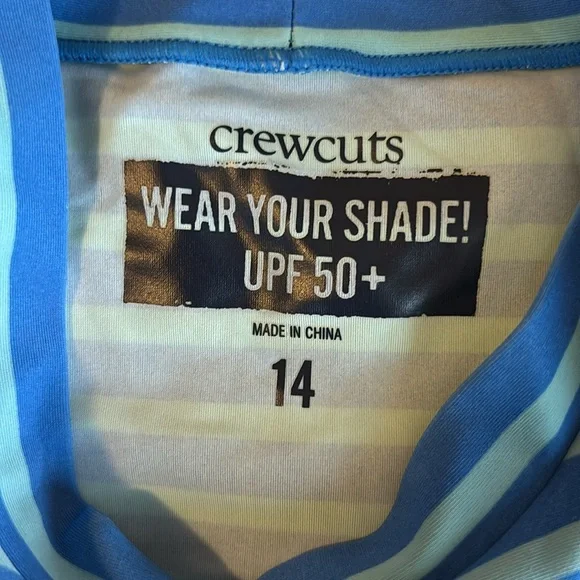 crewcuts
WEAR YOUR SHADE!
UPF 50+
MADE IN CHINA
14